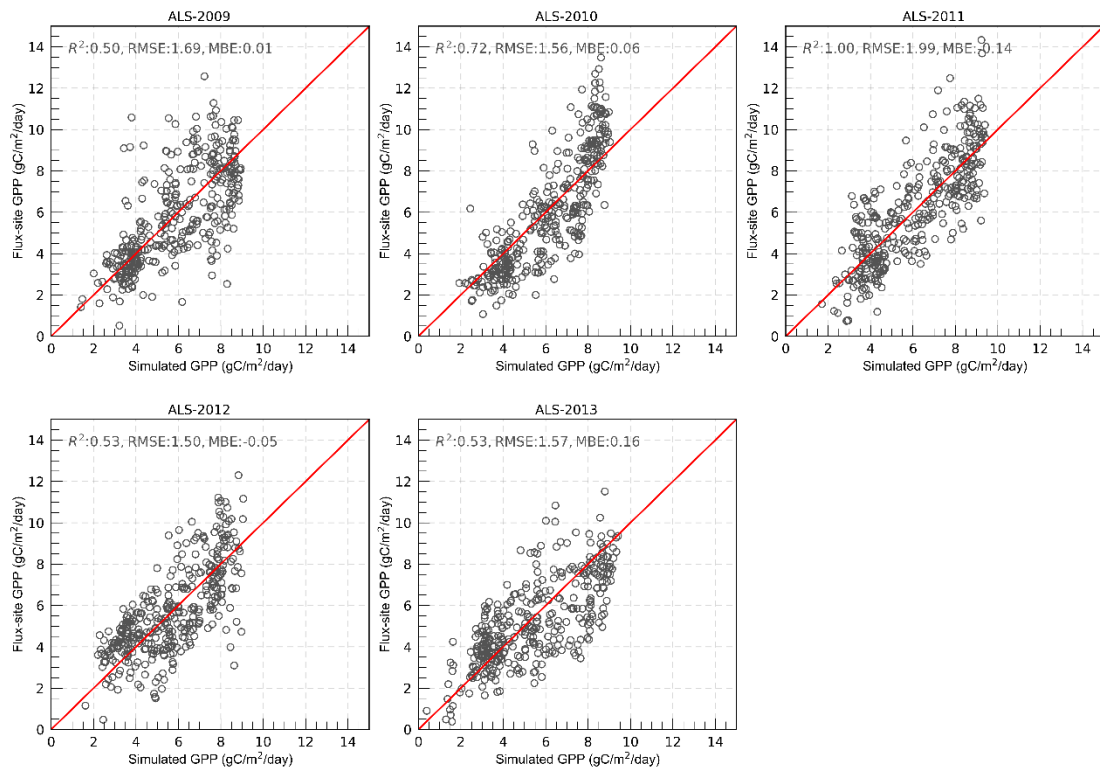 ALS-2009
R²:0.50, RMSE:1.69, MBE:0.01
Flux-site GPP (gC/m²/day)
14
12
10
8
6
4
2
0
0 2 4 6 8 10 12 14
Simulated GPP (gC/m²/day)
ALS-2010
R²:0.72, RMSE:1.56, MBE:0.06
Flux-site GPP (gC/m²/day)
14
12
10
8
6
4
2
0
0 2 4 6 8 10 12 14
Simulated GPP (gC/m²/day)
ALS-2011
R²:1.00, RMSE:1.99, MBE:-0.14
Flux-site GPP (gC/m²/day)
14
12
10
8
6
4
2
0
0 2 4 6 8 10 12 14
Simulated GPP (gC/m²/day)
ALS-2012
R²:0.53, RMSE:1.50, MBE:-0.05
Flux-site GPP (gC/m²/day)
14
12
10
8
6
4
2
0
0 2 4 6 8 10 12 14
Simulated GPP (gC/m²/day)
ALS-2013
R²:0.53, RMSE:1.57, MBE:0.16
Flux-site GPP (gC/m²/day)
14
12
10
8
6
4
2
0
0 2 4 6 8 10 12 14
Simulated GPP (gC/m²/day)